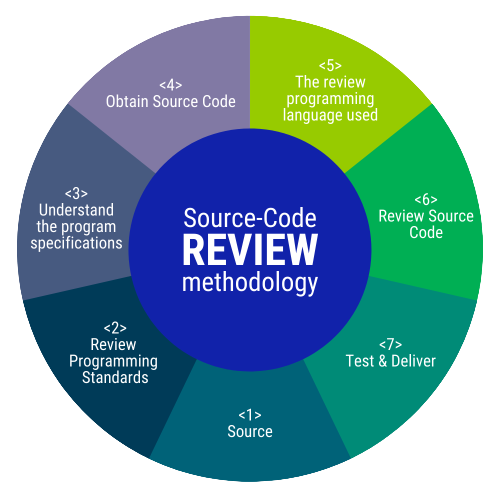 Source-Code
REVIEW
methodology
<1>
Source
<2>
Review
Programming
Standards
<3>
Understand
the program
specifications
<4>
Obtain Source Code
<5>
The review
programming
language used
<6>
Review Source
Code
<7>
Test & Deliver